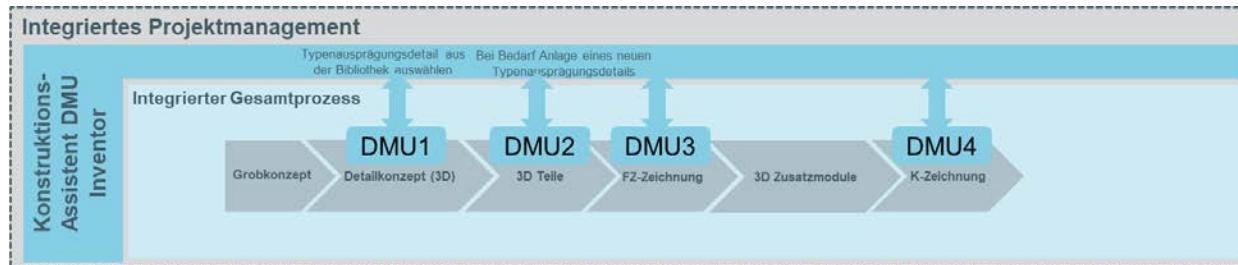 Integriertes Projektmanagement
Konstruktions-
Assistent DMU
Inventor
Typenausprägungsdetail aus
der Bibliothek auswählen
Bei Bedarf Anlage eines neuen
Typenausprägungsdetails
Integrierter Gesamtprozess
DMU1
DMU2
DMU3
DMU4
Grobkonzept
Detailkonzept (3D)
3D Teile
FZ-Zeichnung
3D Zusatzmodule
K-Zeichnung